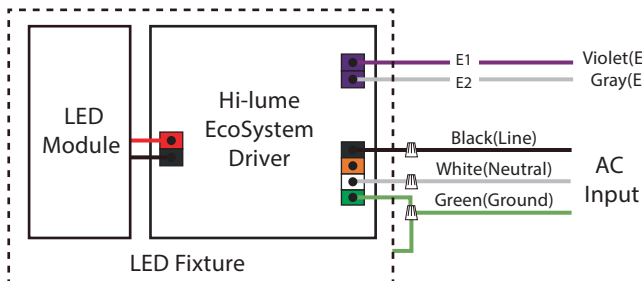 LED
Module
Hi-lume
EcoSystem
Driver
E1
Violet(E
E2
Gray(E
Black(Line)
White(Neutral)
Green(Ground)
AC
Input
LED Fixture